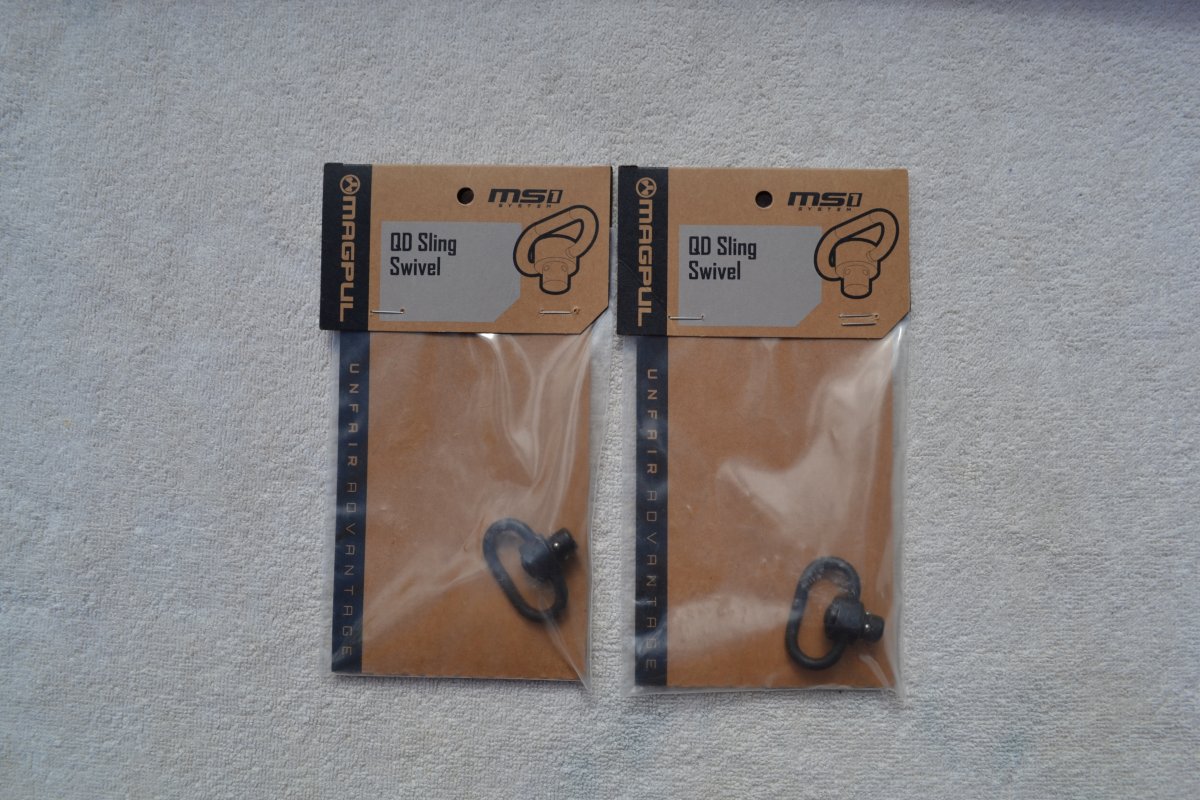 MAGPUL
MS1
SYSTEM
QD Sling
Swivel
UNFAIR ADVANTAGE
MAGPUL
MS1
SYSTEM
QD Sling
Swivel
UNFAIR ADVANTAGE